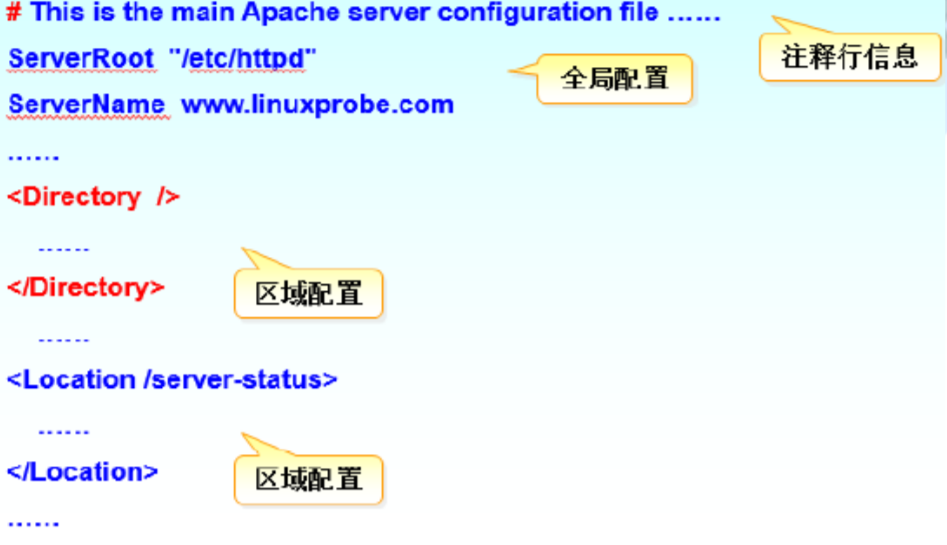 # This is the main Apache server configuration file ......
注释行信息
ServerRoot "/etc/httpd"
全局配置
ServerName www.linuxprobe.com
......
<Directory />
......
</Directory>
区域配置
......
<Location /server-status>
......
</Location>
区域配置
......